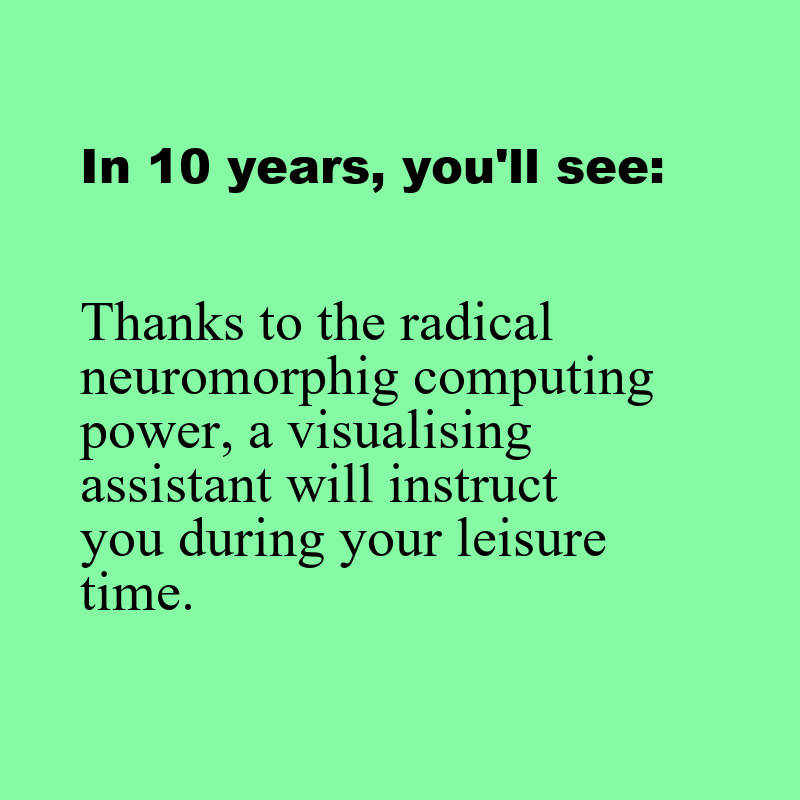 In 10 years, you'll see:
Thanks to the radical
neuromorphig computing
power, a visualising
assistant will instruct
you during your leisure
time.